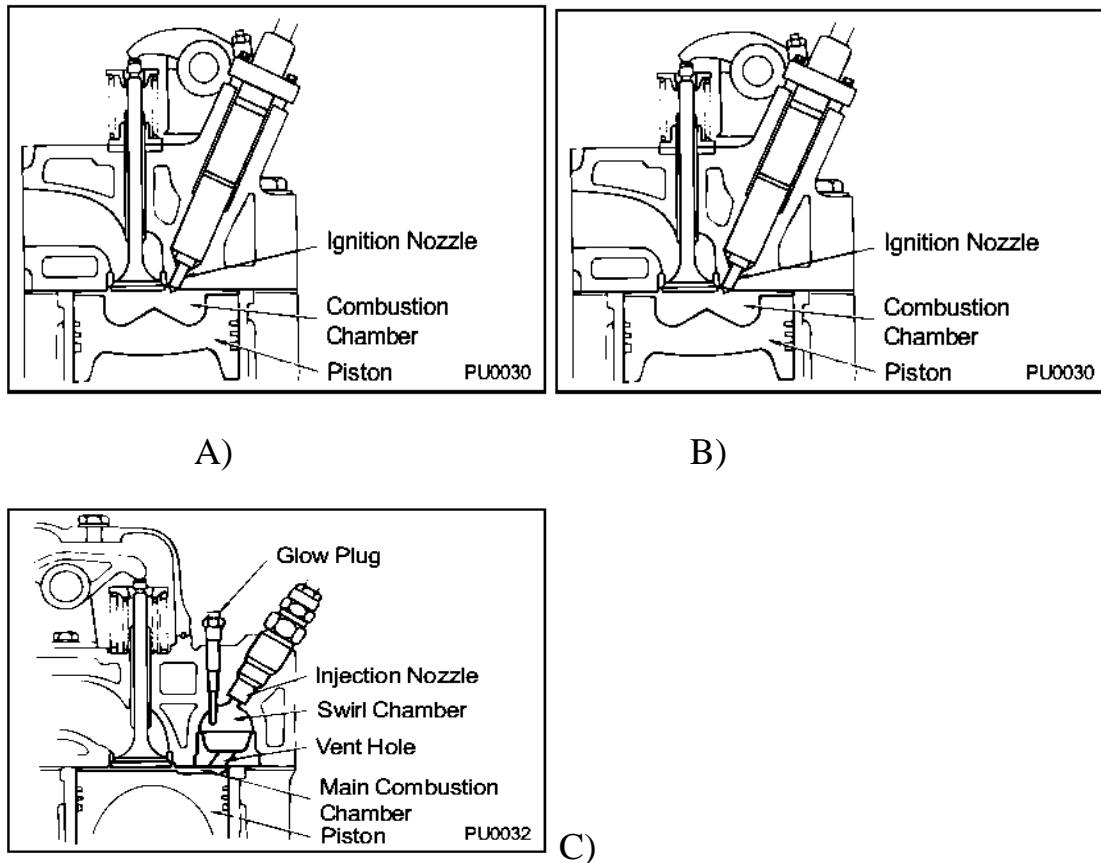 Ignition Nozzle
Combustion
Chamber
Piston
PU0030
Ignition Nozzle
Combustion
Chamber
Piston
PU0030
A)
B)
Glow Plug
Injection Nozzle
Swirl Chamber
Vent Hole
Main Combustion
Chamber
Piston
PU0032
C)